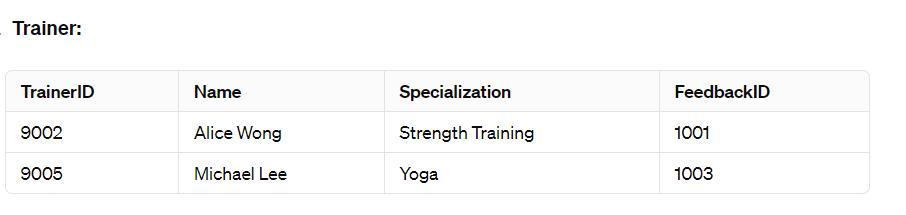 Trainer:
TrainerID Name Specialization FeedbackID
9002 Alice Wong Strength Training 1001
9005 Michael Lee Yoga 1003